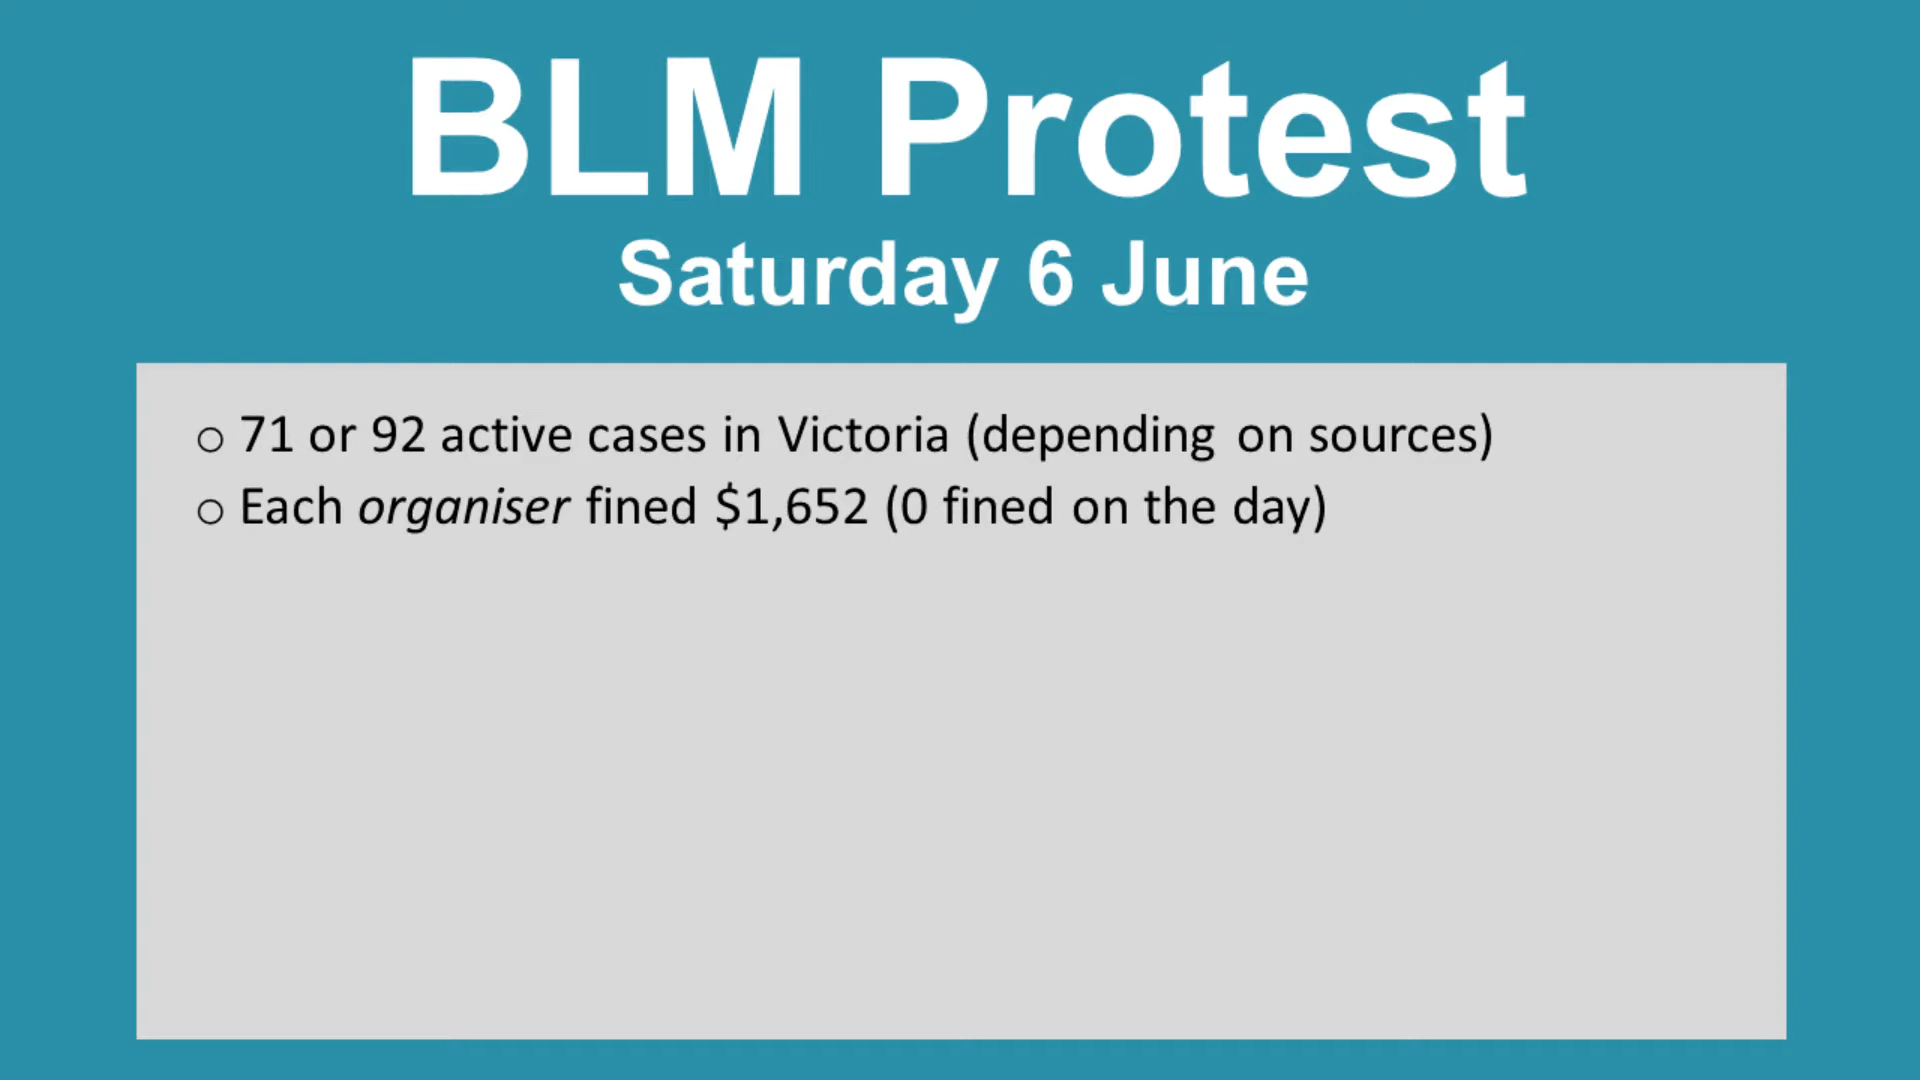 BLM Protest
Saturday 6 June
○ 71 or 92 active cases in Victoria (depending on sources)
○ Each organiser fined $1,652 (0 fined on the day)